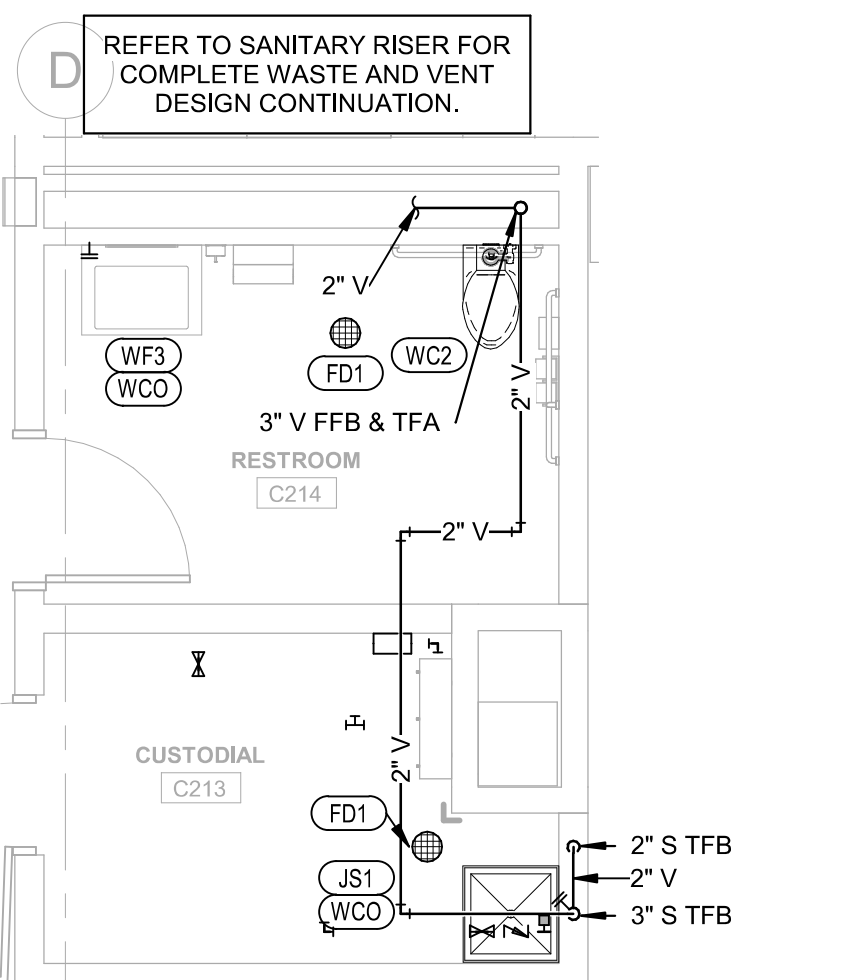 D
REFER TO SANITARY RISER FOR
COMPLETE WASTE AND VENT
DESIGN CONTINUATION.
2" V
WF3
WCO
FD1
WC2
2" V
3" V FFB & TFA
RESTROOM
C214
2" V
2" V
CUSTODIAL
C213
FD1
2" S TFB
JS1
2" V
WCO
3" S TFB